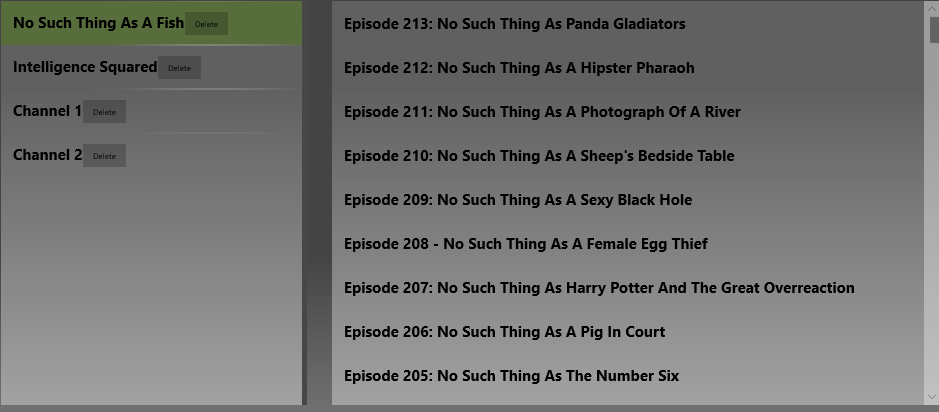 No Such Thing As A Fish Delete
Intelligence Squared Delete
Channel 1 Delete
Channel 2 Delete
Episode 213: No Such Thing As Panda Gladiators
Episode 212: No Such Thing As A Hipster Pharaoh
Episode 211: No Such Thing As A Photograph Of A River
Episode 210: No Such Thing As A Sheep's Bedside Table
Episode 209: No Such Thing As A Sexy Black Hole
Episode 208 - No Such Thing As A Female Egg Thief
Episode 207: No Such Thing As Harry Potter And The Great Overreaction
Episode 206: No Such Thing As A Pig In Court
Episode 205: No Such Thing As The Number Six